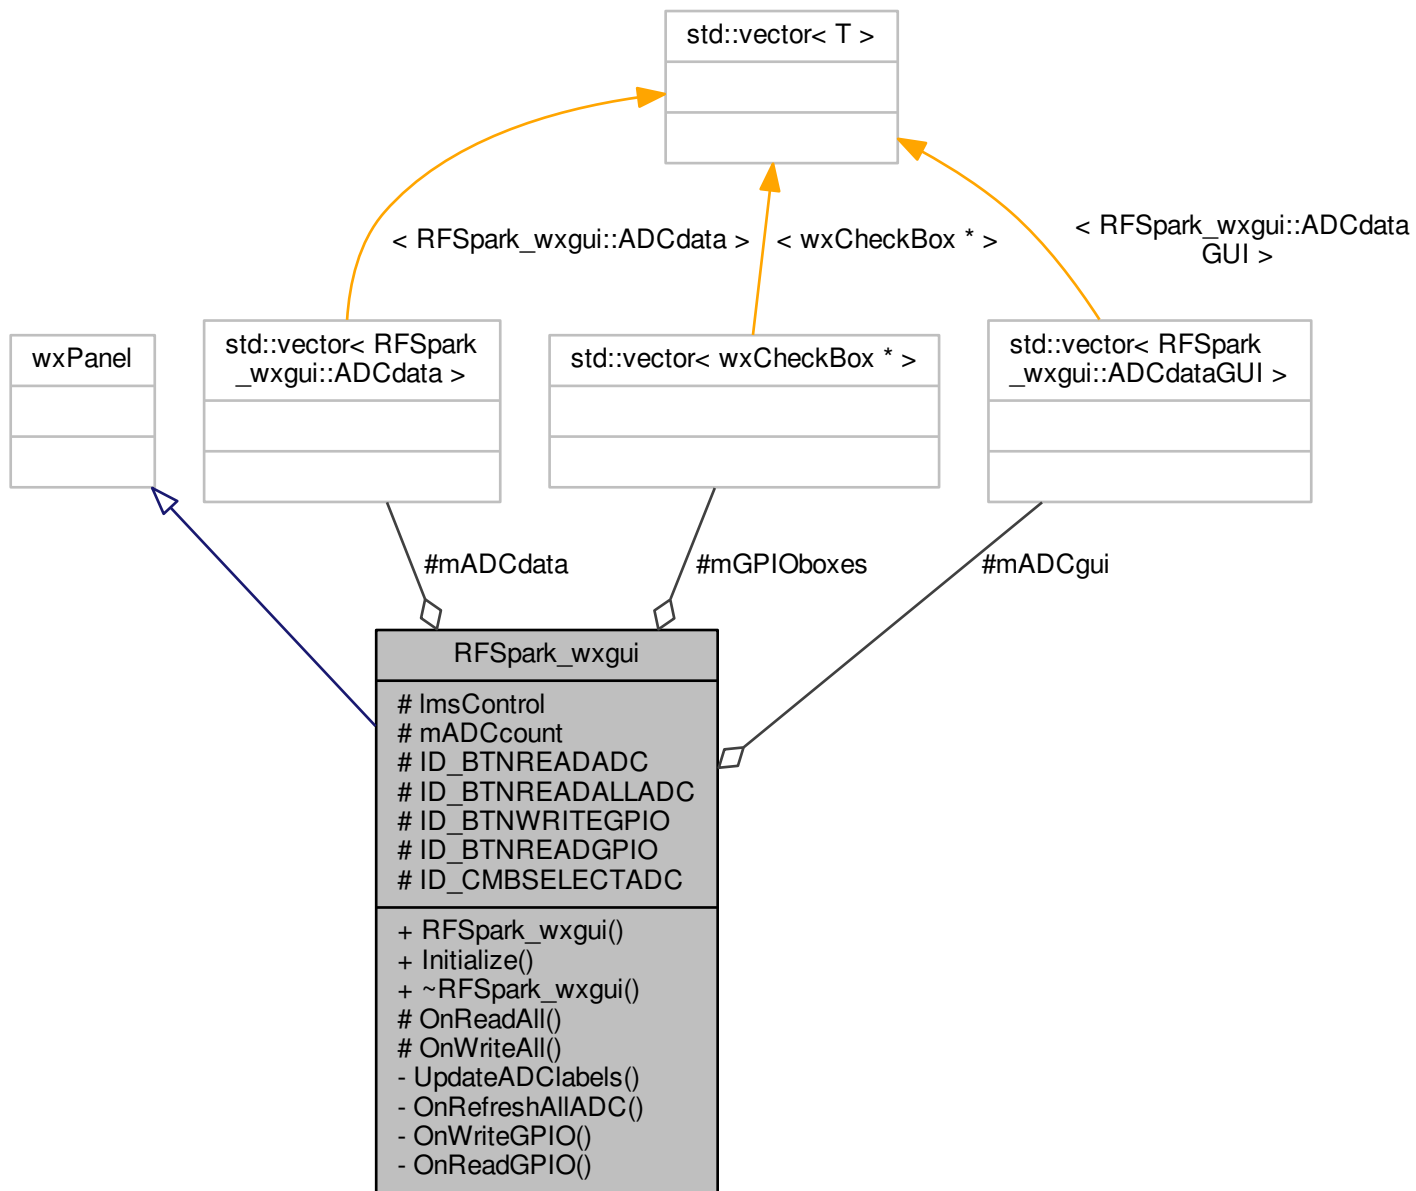 std::vector< T >
< RFSpark_wxgui::ADCdata >
< wxCheckBox * >
< RFSpark_wxgui::ADCdata
GUI >
wxPanel
std::vector< RFSpark
_wxgui::ADCdata >
std::vector< wxCheckBox * >
std::vector< RFSpark
_wxgui::ADCdataGUI >
#mADCdata
#mGPIOboxes
#mADCgui
RFSpark_wxgui
# lmsControl
# mADCcount
# ID_BTNREADADC
# ID_BTNREADALLADC
# ID_BTNWRITEGPIO
# ID_BTNREADGPIO
# ID_CMBSELECTADC
+ RFSpark_wxgui()
+ Initialize()
+ ~RFSpark_wxgui()
# OnReadAll()
# OnWriteAll()
- UpdateADClabels()
- OnRefreshAllADC()
- OnWriteGPIO()
- OnReadGPIO()